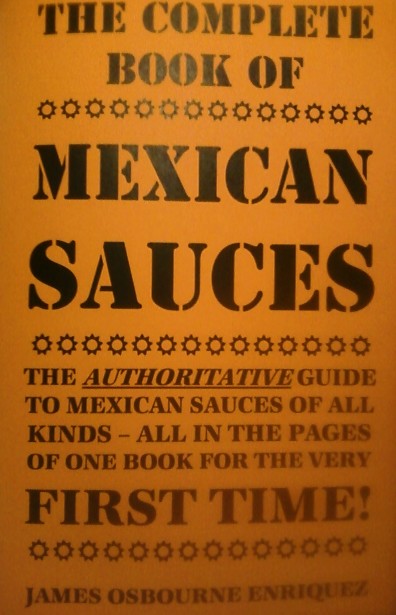 THE COMPLETE
BOOK OF
MEXICAN
SAUCES
THE AUTHORITATIVE GUIDE
TO MEXICAN SAUCES OF ALL
KINDS – ALL IN THE PAGES
OF ONE BOOK FOR THE VERY
FIRST TIME!
JAMES OSBOURNE ENRIQUEZ